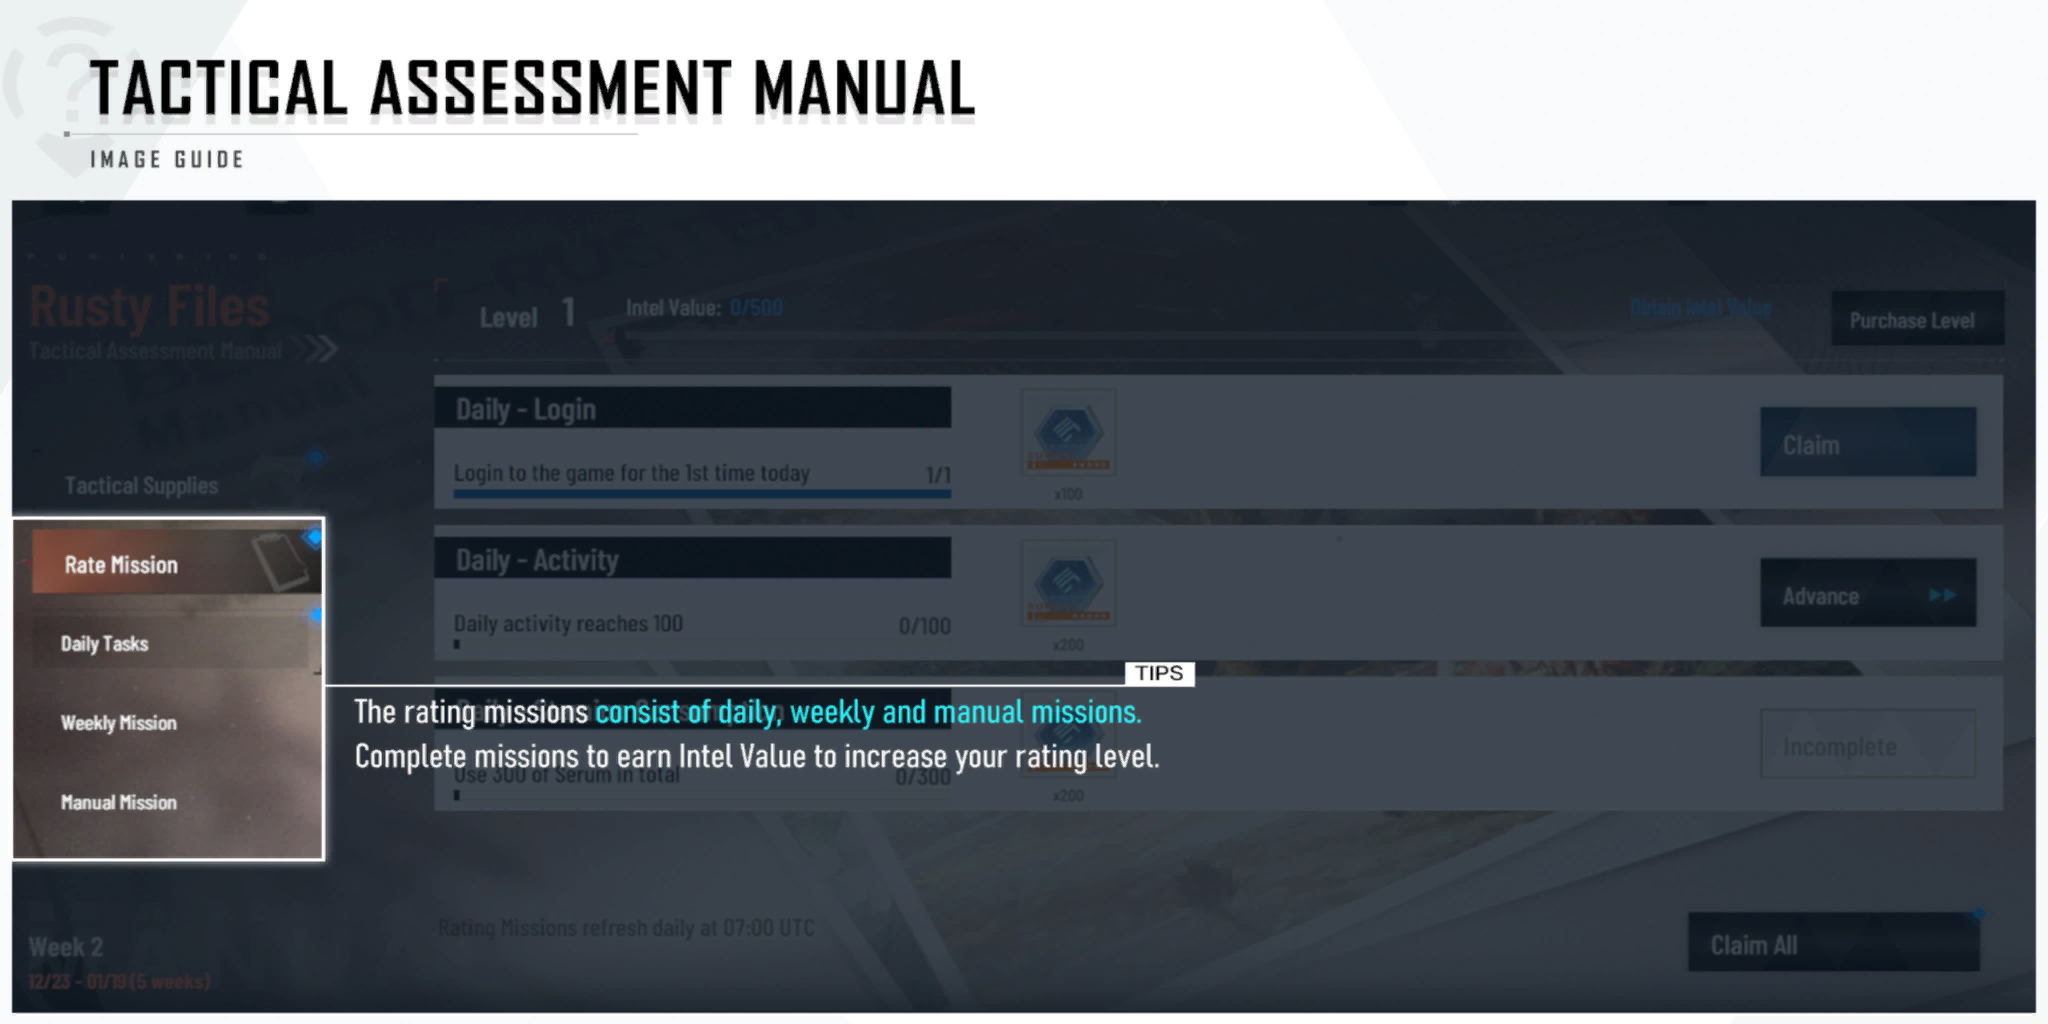 TACTICAL ASSESSMENT MANUAL
IMAGE GUIDE
Rusty Files
Tactical Assessment Manual
Level 1
Intel Value: 0/500
Obtain Intel Value
Purchase Level
Daily - Login
Login to the game for the 1st time today 1/1
x100
Claim
Tactical Supplies
Rate Mission
Daily Tasks
Weekly Mission
Manual Mission
Daily - Activity
Daily activity reaches 100 0/100
x200
Advance
TIPS
The rating missions consist of daily, weekly and manual missions.
Complete missions to earn Intel Value to increase your rating level.
Use 300 of Serum in total 0/300
x200
Incomplete
Rating Missions refresh daily at 07:00 UTC
Week 2
12/23 - 01/19 (5 weeks)
Claim All